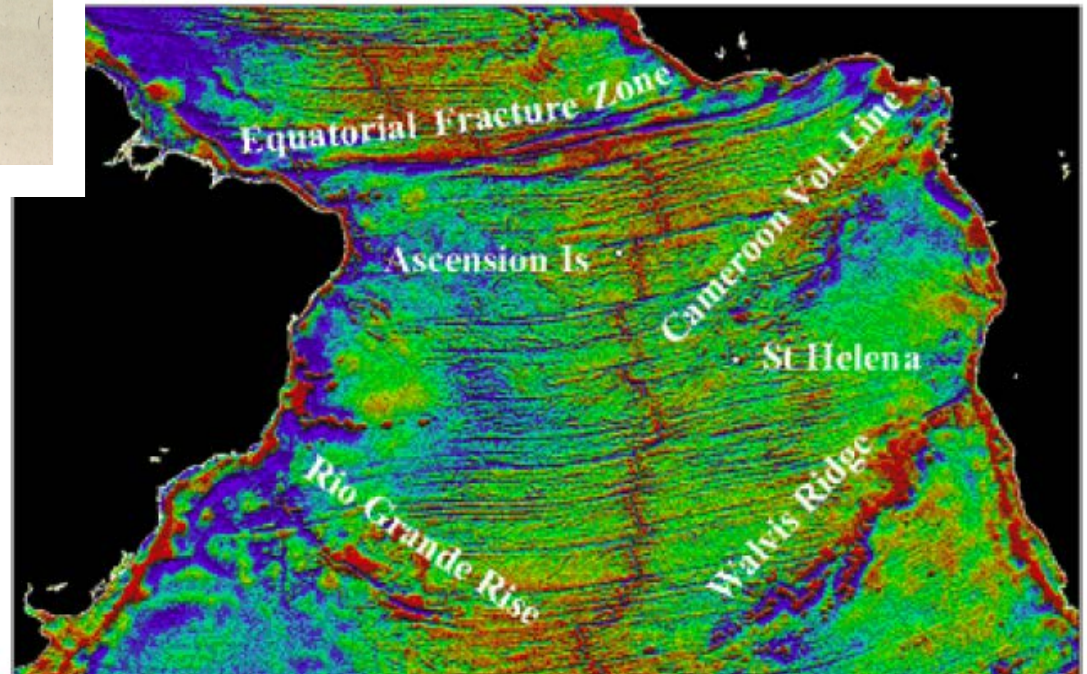 Equatorial Fracture Zone
Cameroon Vol. Line
Ascension Is
St Helena
Rio Grande Rise
Walvis Ridge